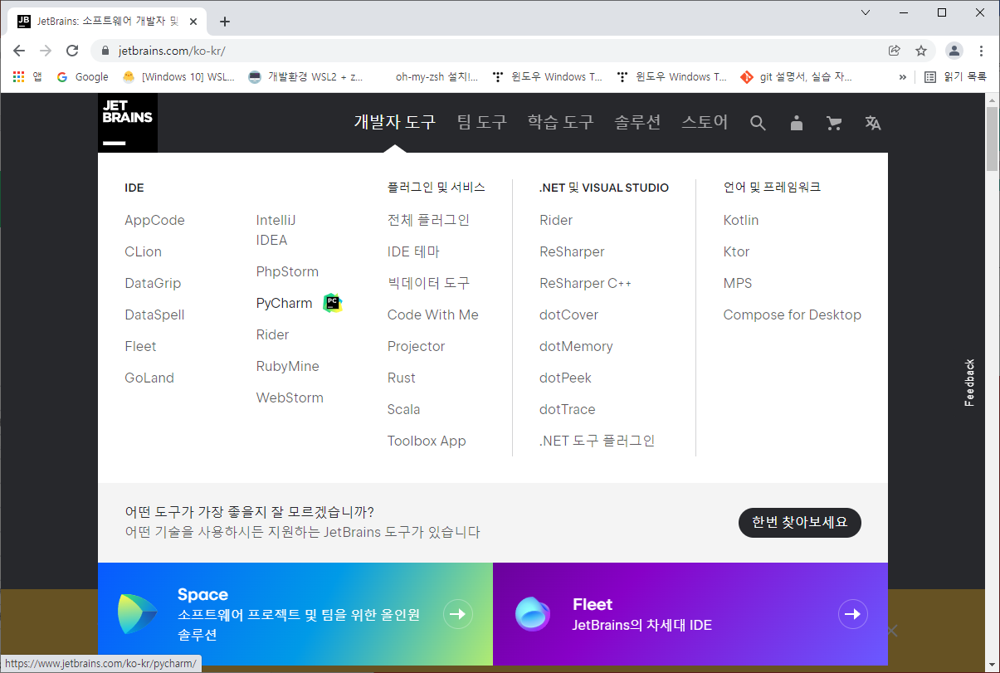 JB JetBrains: 소프트웨어 개발자 및
jetbrains.com/ko-kr/
앱 Google [Windows 10] WSL... 개발환경 WSL2 + z... oh-my-zsh 설치!... 윈도우 Windows T... 윈도우 Windows T... git 설명서, 실습 자... » 읽기 목록
JET
BRAINS
개발자 도구 팀 도구 학습 도구 솔루션 스토어
IDE
AppCode
CLion
DataGrip
DataSpell
Fleet
GoLand
IntelliJ
IDEA
PhpStorm
PyCharm PC
Rider
RubyMine
WebStorm
플러그인 및 서비스
전체 플러그인
IDE 테마
빅데이터 도구
Code With Me
Projector
Rust
Scala
Toolbox App
.NET 및 VISUAL STUDIO
Rider
ReSharper
ReSharper C++
dotCover
dotMemory
dotPeek
dotTrace
.NET 도구 플러그인
언어 및 프레임워크
Kotlin
Ktor
MPS
Compose for Desktop
Feedback
어떤 도구가 가장 좋을지 잘 모르겠습니까?
어떤 기술을 사용하시든 지원하는 JetBrains 도구가 있습니다
한번 찾아보세요
Space
소프트웨어 프로젝트 및 팀을 위한 올인원
솔루션
Fleet
JetBrains의 차세대 IDE
https://www.jetbrains.com/ko-kr/pycharm/